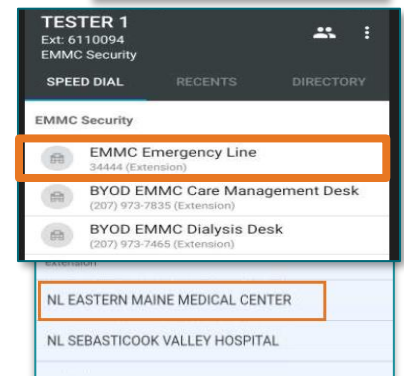 TESTER 1
Ext: 6110094
EMMC Security
SPEED DIAL RECENTS DIRECTORY
EMMC Security
EMMC Emergency Line
34444 (Extension)
BYOD EMMC Care Management Desk
(207) 973-7835 (Extension)
BYOD EMMC Dialysis Desk
(207) 973-7465 (Extension)
Extension
NL EASTERN MAINE MEDICAL CENTER
NL SEBASTICOOK VALLEY HOSPITAL